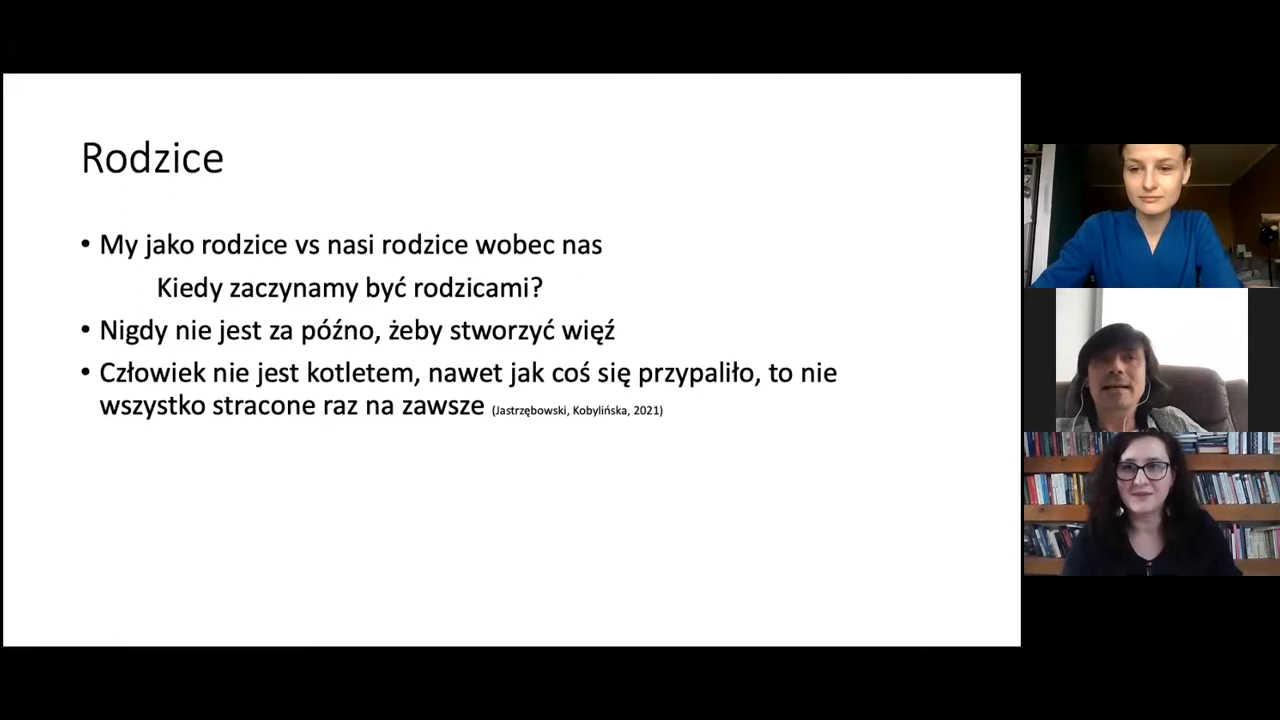 Rodzice
• My jako rodzice vs nasi rodzice wobec nas
Kiedy zaczynamy być rodzicami?
• Nigdy nie jest za późno, żeby stworzyć więź
• Człowiek nie jest kotletem, nawet jak coś się przypaliło, to nie
wszystko stracone raz na zawsze (Jastrzębowski, Kobylińska, 2021)